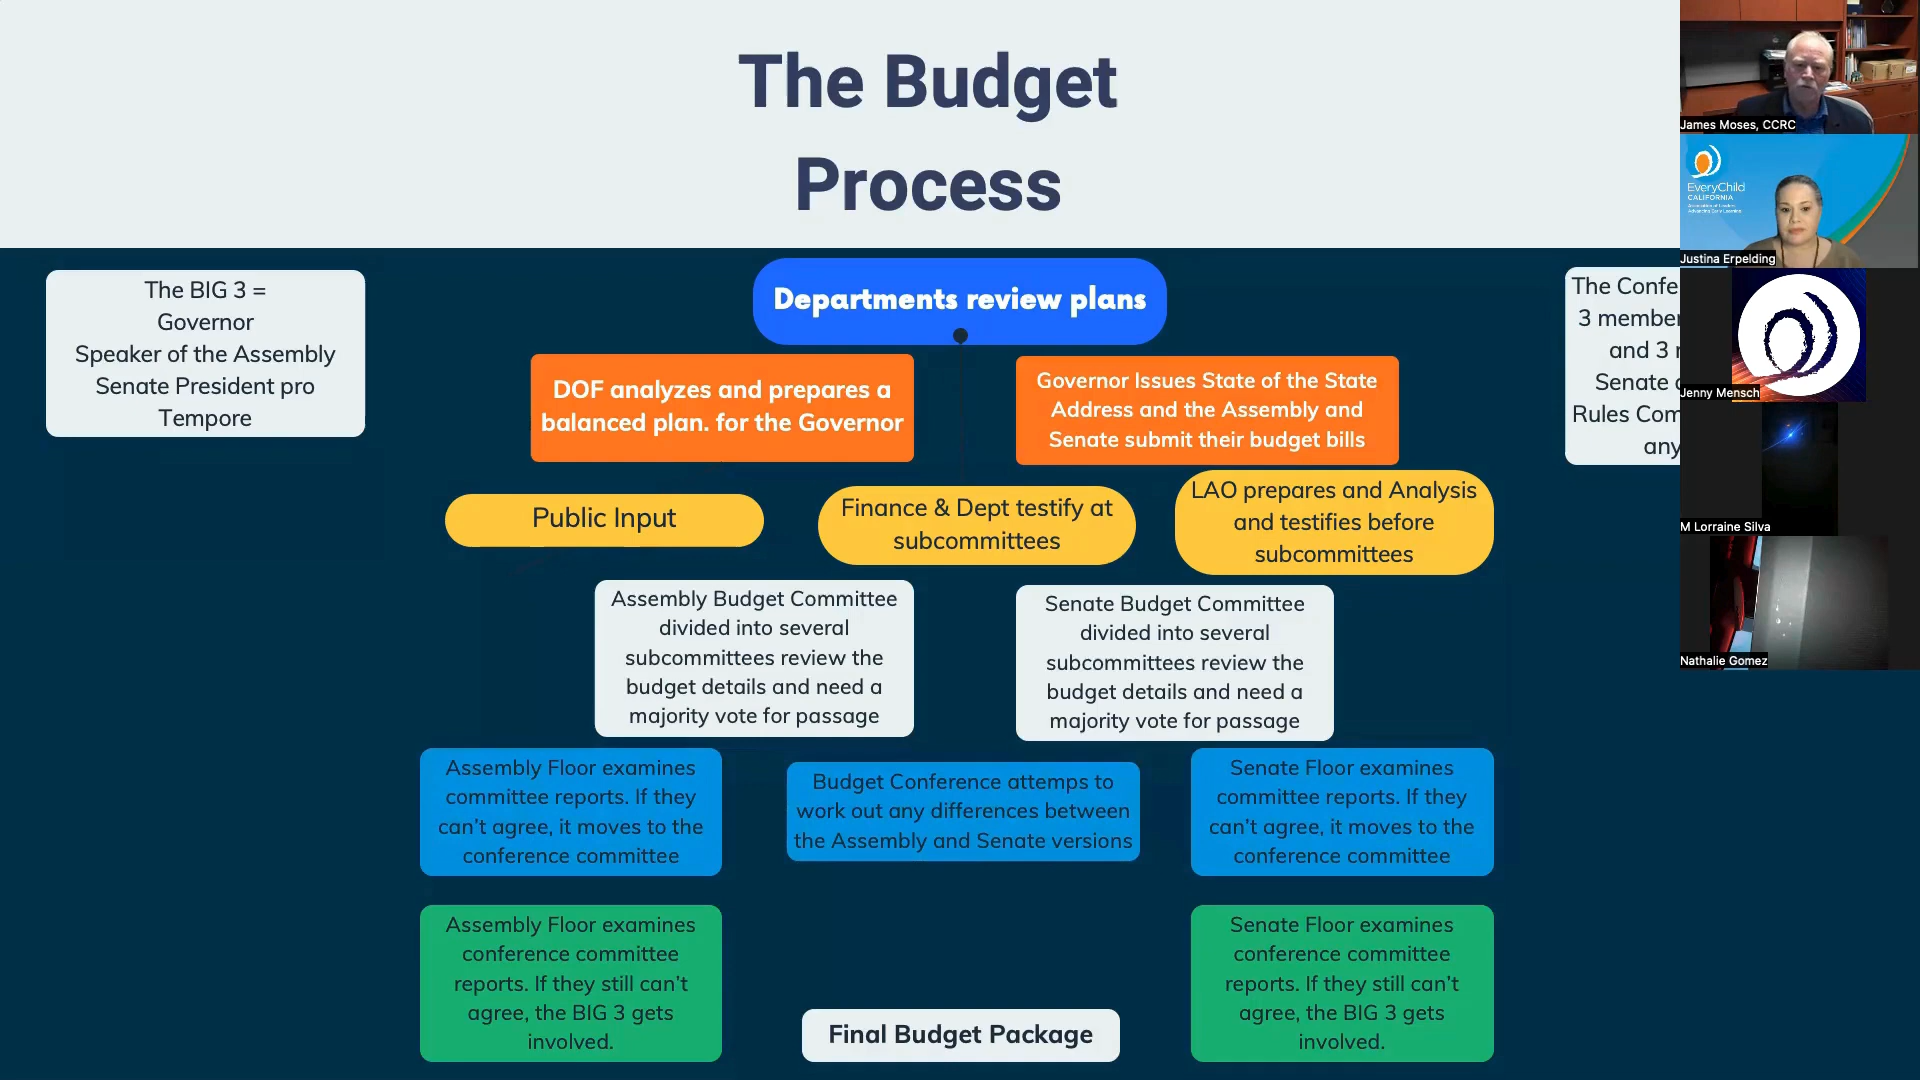 The Budget
Process
The BIG 3 =
Governor
Speaker of the Assembly
Senate President pro
Tempore
Departments review plans
The Confe
3 member
and 3
Senate
Rules Com
any
DOF analyzes and prepares a
balanced plan. for the Governor
Governor Issues State of the State
Address and the Assembly and
Senate submit their budget bills
Public Input
Finance & Dept testify at
subcommittees
LAO prepares and Analysis
and testifies before
subcommittees
Assembly Budget Committee
divided into several
subcommittees review the
budget details and need a
majority vote for passage
Senate Budget Committee
divided into several
subcommittees review the
budget details and need a
majority vote for passage
Assembly Floor examines
committee reports. If they
can't agree, it moves to the
conference committee
Budget Conference attemps to
work out any differences between
the Assembly and Senate versions
Senate Floor examines
committee reports. If they
can't agree, it moves to the
conference committee
Assembly Floor examines
conference committee
reports. If they still can't
agree, the BIG 3 gets
involved.
Final Budget Package
Senate Floor examines
conference committee
reports. If they still can't
agree, the BIG 3 gets
involved.
James Moses, CCRC
EveryChild
CALIFORNIA
Justina Erpelding
Jenny Mensch
M Lorraine Silva
Nathalie Gomez